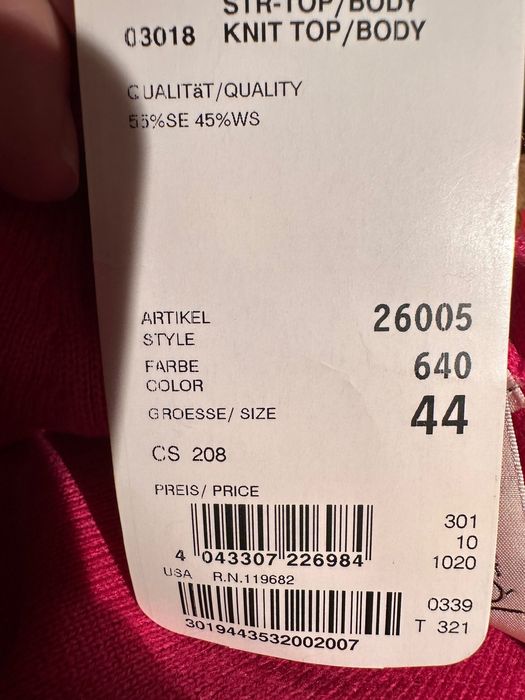 STR-TOP/BODY
03018 KNIT TOP/BODY
QUALITäT/QUALITY
55%SE 45%WS
ARTIKEL 26005
STYLE
FARBE 640
COLOR
GROESSE/ SIZE 44
CS 208
PREIS/ PRICE
301
10
1020
4 043307 226984
USA R.N.119682
0339
T 321
3019443532002007